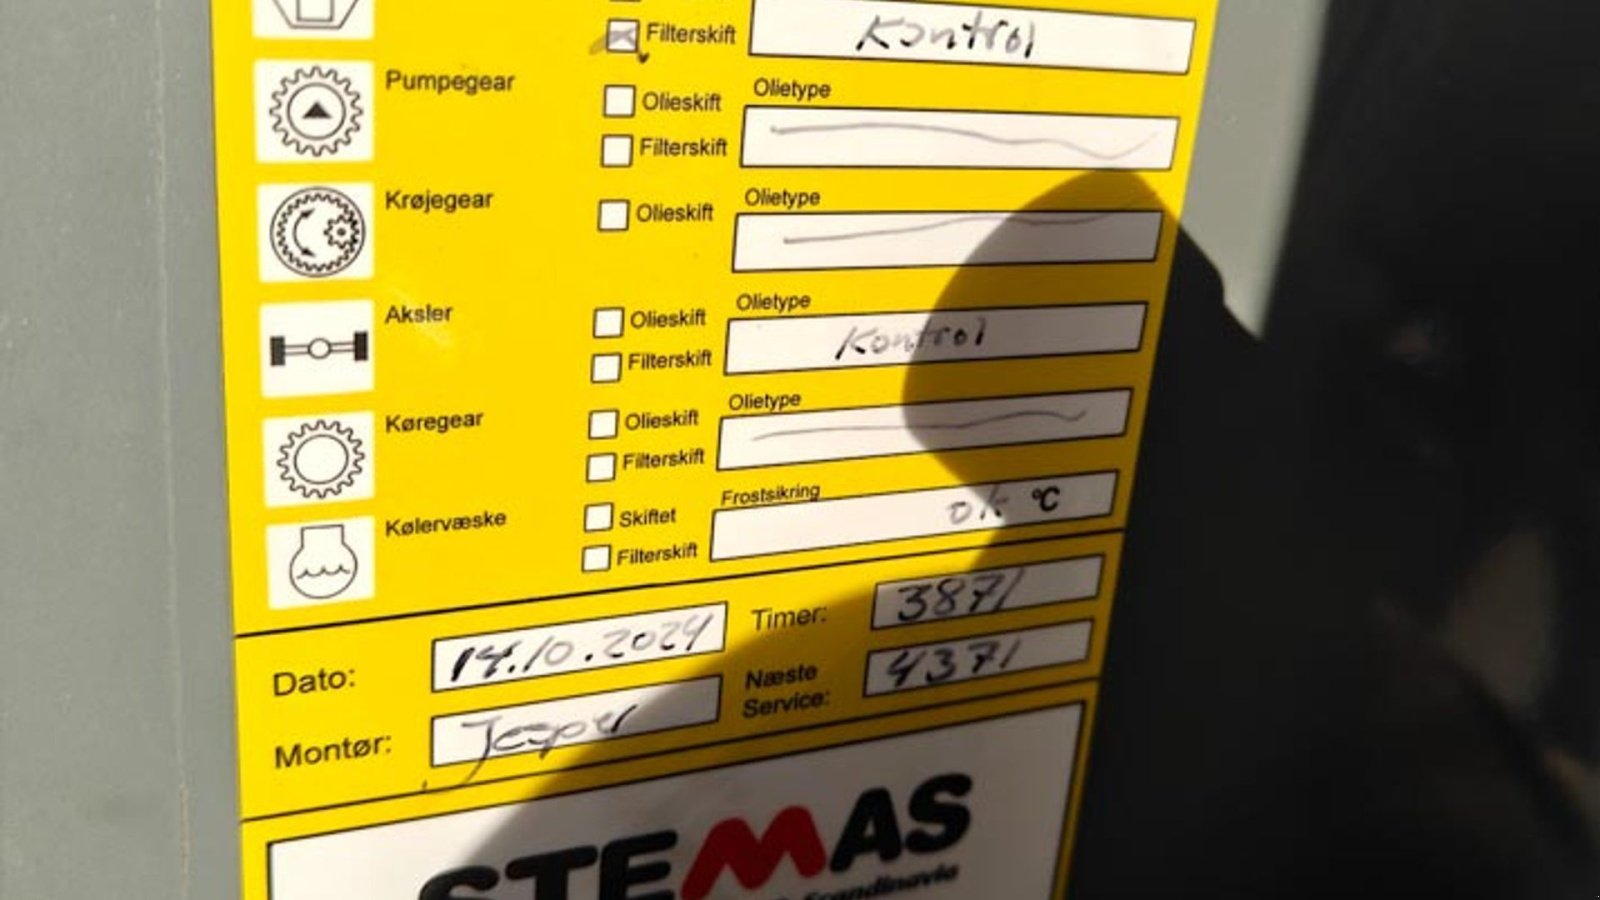 Filterskift Kontrol
Pumpegear
Olietype
Olieskift
Filterskift
Krøjegear
Olietype
Olieskift
Aksler
Olietype
Olieskift Kontrol
Filterskift
Køregear
Olietype
Olieskift
Filterskift
Kølervæske
Frostsikring
Skiftet ok °C
Filterskift
Dato: 14.10.2024 Timer: 3871
Montør: Jesper Næste
Service: 4371
STEMAS
Scandinavia